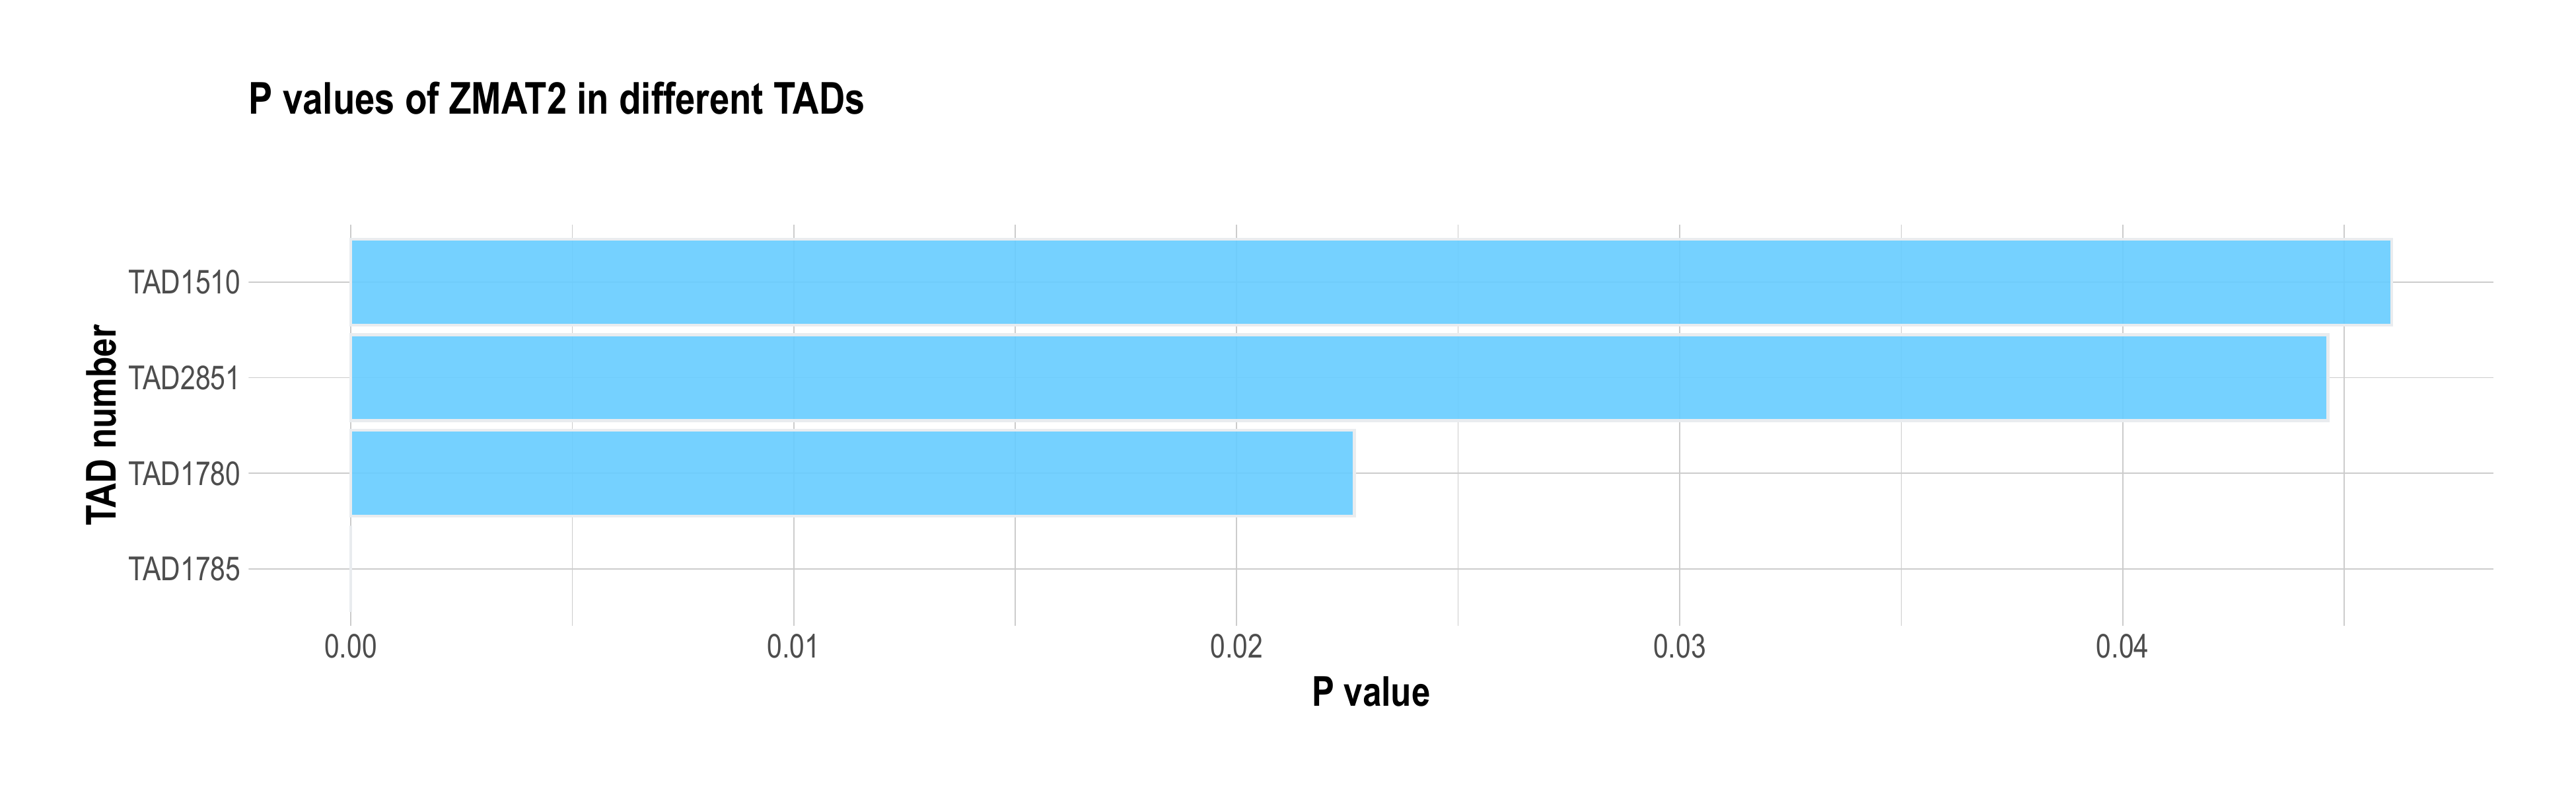 P values of ZMAT2 in different TADs
TAD number
TAD1510
TAD2851
TAD1780
TAD1785
0.00 0.01 0.02 0.03 0.04
P value